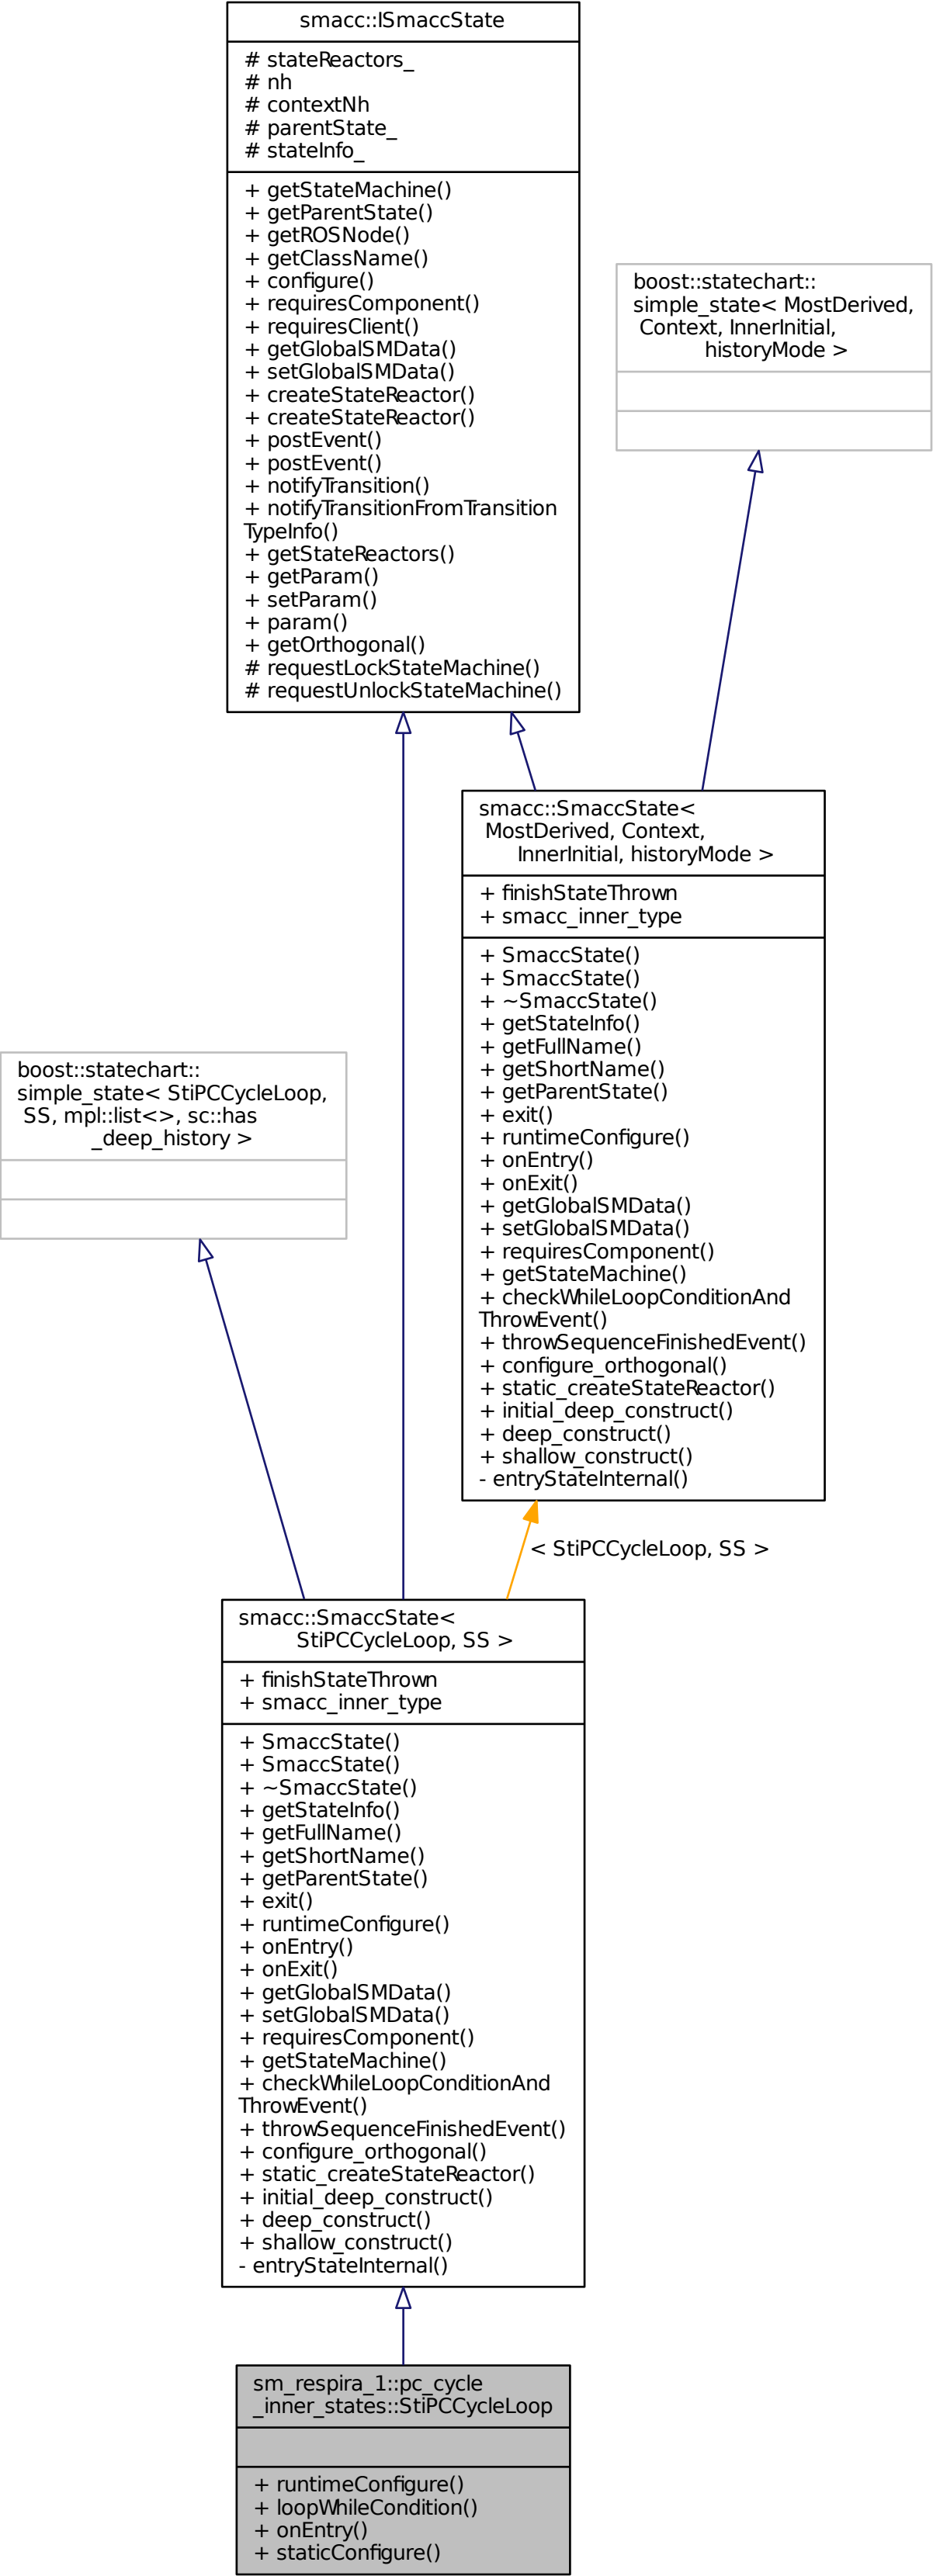 smacc::ISmaccState
# stateReactors_
# nh
# contextNh
# parentState_
# stateInfo_
+ getStateMachine()
+ getParentState()
+ getROSNode()
+ getClassName()
+ configure()
+ requiresComponent()
+ requiresClient()
+ getGlobalSMData()
+ setGlobalSMData()
+ createStateReactor()
+ createStateReactor()
+ postEvent()
+ postEvent()
+ notifyTransition()
+ notifyTransitionFromTransition
TypeInfo()
+ getStateReactors()
+ getParam()
+ setParam()
+ param()
+ getOrthogonal()
# requestLockStateMachine()
# requestUnlockStateMachine()
boost::statechart::
simple_state< MostDerived,
Context, InnerInitial,
historyMode >
smacc::SmaccState<
MostDerived, Context,
InnerInitial, historyMode >
+ finishStateThrown
+ smacc_inner_type
+ SmaccState()
+ SmaccState()
+ ~SmaccState()
+ getStateInfo()
+ getFullName()
+ getShortName()
+ getParentState()
+ exit()
+ runtimeConfigure()
+ onEntry()
+ onExit()
+ getGlobalSMData()
+ setGlobalSMData()
+ requiresComponent()
+ getStateMachine()
+ checkWhileLoopConditionAnd
ThrowEvent()
+ throwSequenceFinishedEvent()
+ configure_orthogonal()
+ static_createStateReactor()
+ initial_deep_construct()
+ deep_construct()
+ shallow_construct()
- entryStateInternal()
boost::statechart::
simple_state< StiPCCycleLoop,
SS, mpl::list<>, sc::has
_deep_history >
< StiPCCycleLoop, SS >
smacc::SmaccState<
StiPCCycleLoop, SS >
+ finishStateThrown
+ smacc_inner_type
+ SmaccState()
+ SmaccState()
+ ~SmaccState()
+ getStateInfo()
+ getFullName()
+ getShortName()
+ getParentState()
+ exit()
+ runtimeConfigure()
+ onEntry()
+ onExit()
+ getGlobalSMData()
+ setGlobalSMData()
+ requiresComponent()
+ getStateMachine()
+ checkWhileLoopConditionAnd
ThrowEvent()
+ throwSequenceFinishedEvent()
+ configure_orthogonal()
+ static_createStateReactor()
+ initial_deep_construct()
+ deep_construct()
+ shallow_construct()
- entryStateInternal()
sm_respira_1::pc_cycle
_inner_states::StiPCCycleLoop
+ runtimeConfigure()
+ loopWhileCondition()
+ onEntry()
+ staticConfigure()